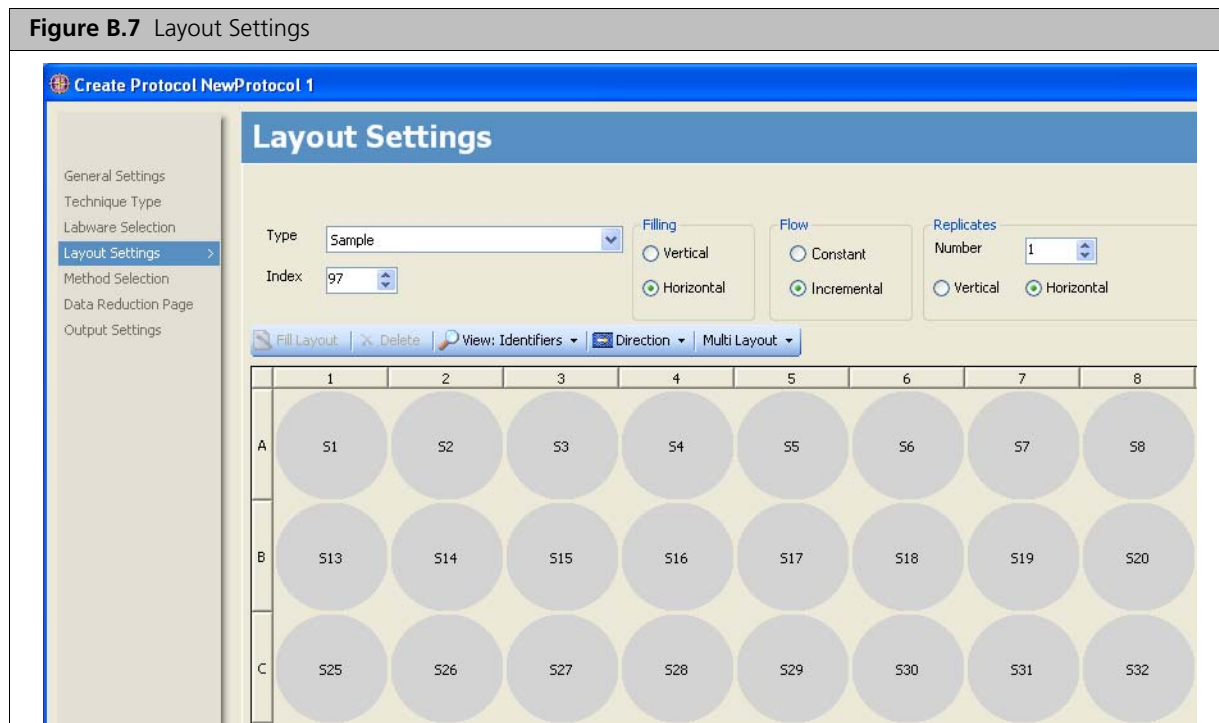 Figure B.7 Layout Settings
Create Protocol NewProtocol 1
Layout Settings
General Settings
Technique Type
Labware Selection
Layout Settings >
Method Selection
Data Reduction Page
Output Settings
Type Sample
Index 97
Filling
Vertical
Horizontal
Flow
Constant
Incremental
Replicates
Number 1
Vertical Horizontal
Fill Layout Delete View: Identifiers Direction Multi Layout
1 2 3 4 5 6 7 8
A S1 S2 S3 S4 S5 S6 S7 S8
B S13 S14 S15 S16 S17 S18 S19 S20
C S25 S26 S27 S28 S29 S30 S31 S32